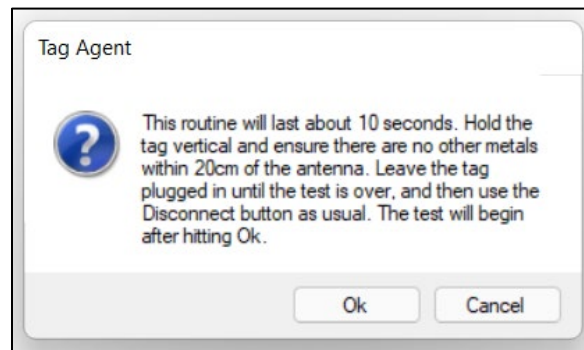 Tag Agent
This routine will last about 10 seconds. Hold the
tag vertical and ensure there are no other metals
within 20cm of the antenna. Leave the tag
plugged in until the test is over, and then use the
Disconnect button as usual. The test will begin
after hitting Ok.
Ok Cancel